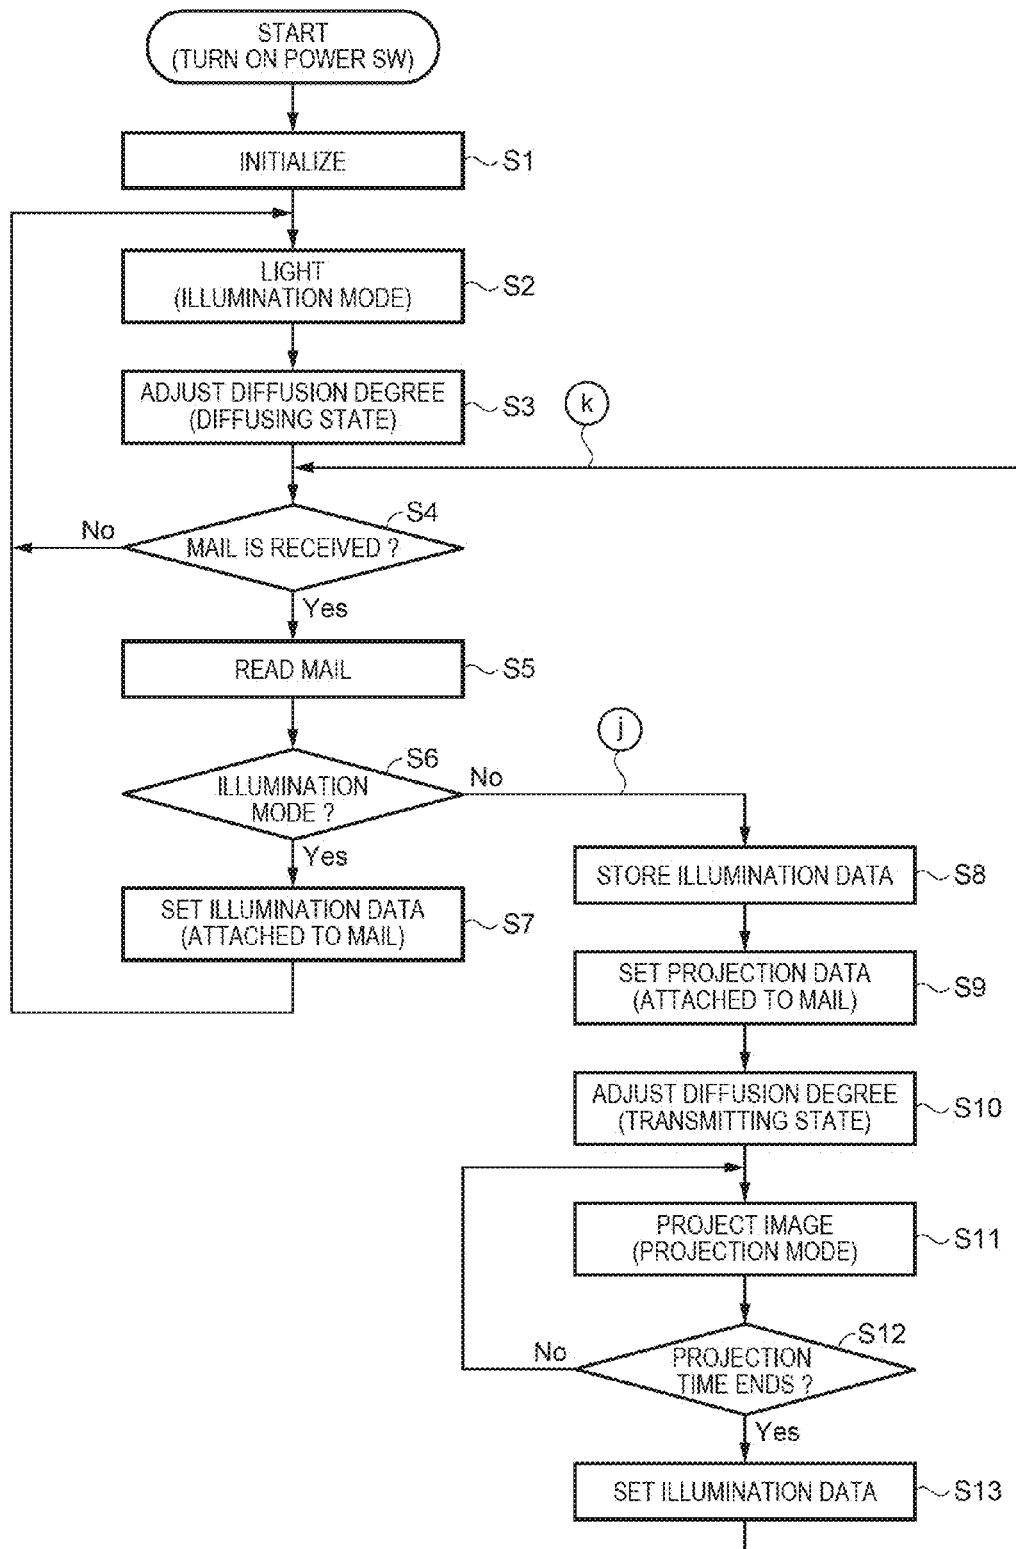 START
(TURN ON POWER SW)
INITIALIZE
S1
LIGHT
(ILLUMINATION MODE)
S2
ADJUST DIFFUSION DEGREE
(DIFFUSING STATE)
S3
k
S4
No
MAIL IS RECEIVED ?
Yes
READ MAIL
S5
j
S6
No
ILLUMINATION
MODE ?
Yes
SET ILLUMINATION DATA
(ATTACHED TO MAIL)
S7
STORE ILLUMINATION DATA
S8
SET PROJECTION DATA
(ATTACHED TO MAIL)
S9
ADJUST DIFFUSION DEGREE
(TRANSMITTING STATE)
S10
PROJECT IMAGE
(PROJECTION MODE)
S11
S12
No
PROJECTION
TIME ENDS ?
Yes
SET ILLUMINATION DATA
S13